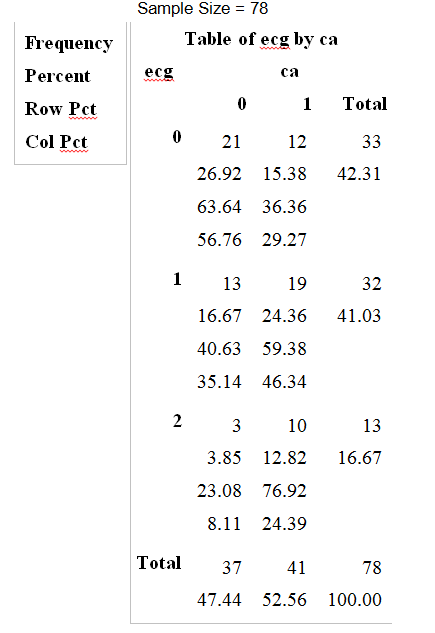 Sample Size = 78
Frequency
Percent
Row Pct
Col Pct
Table of ecg by ca
ecg ca
0 1 Total
0 21 12 33
26.92 15.38 42.31
63.64 36.36
56.76 29.27
1 13 19 32
16.67 24.36 41.03
40.63 59.38
35.14 46.34
2 3 10 13
3.85 12.82 16.67
23.08 76.92
8.11 24.39
Total 37 41 78
47.44 52.56 100.00